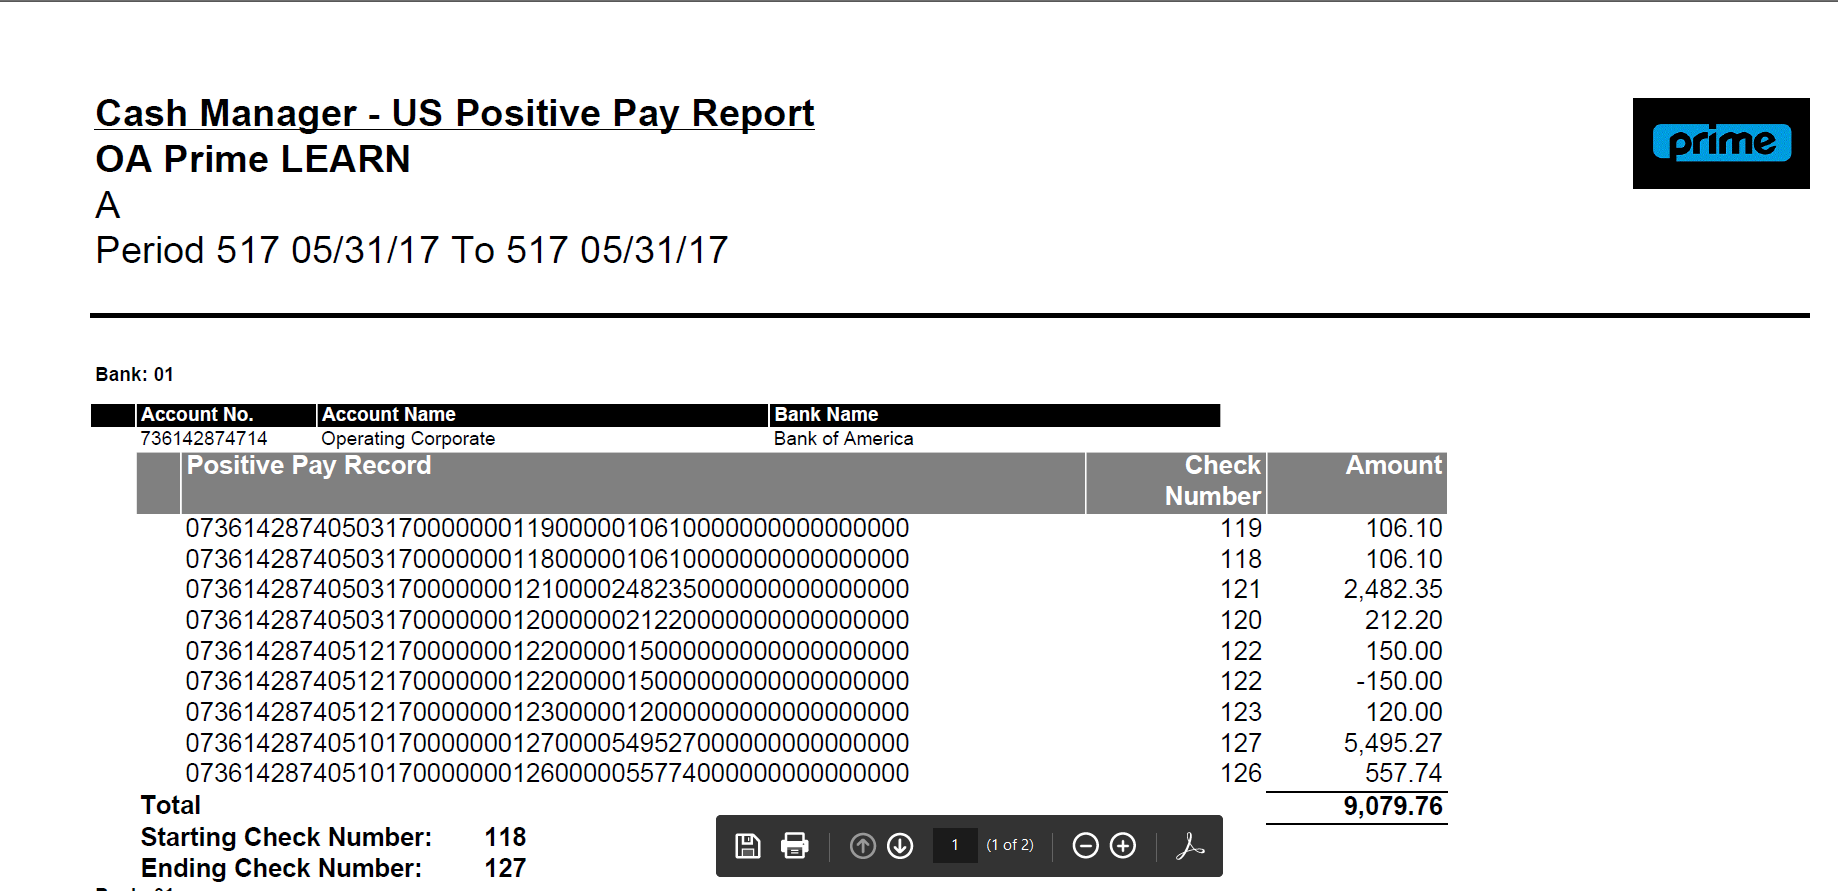 Cash Manager - US Positive Pay Report
OA Prime LEARN
A
Period 517 05/31/17 To 517 05/31/17
prime
Bank: 01
Account No. Account Name Bank Name
736142874714 Operating Corporate Bank of America
Positive Pay Record Check Number Amount
0736142874050317000000011900000106100000000000000000 119 106.10
0736142874050317000000011800000106100000000000000000 118 106.10
0736142874050317000000012100002482350000000000000000 121 2,482.35
0736142874050317000000012000000212200000000000000000 120 212.20
0736142874051217000000012200000150000000000000000000 122 150.00
0736142874051217000000012200000150000000000000000000 122 -150.00
0736142874051217000000012300000120000000000000000000 123 120.00
0736142874051017000000012700005495270000000000000000 127 5,495.27
0736142874051017000000012600000557740000000000000000 126 557.74
Total 9,079.76
Starting Check Number: 118
Ending Check Number: 127
1 (1 of 2)